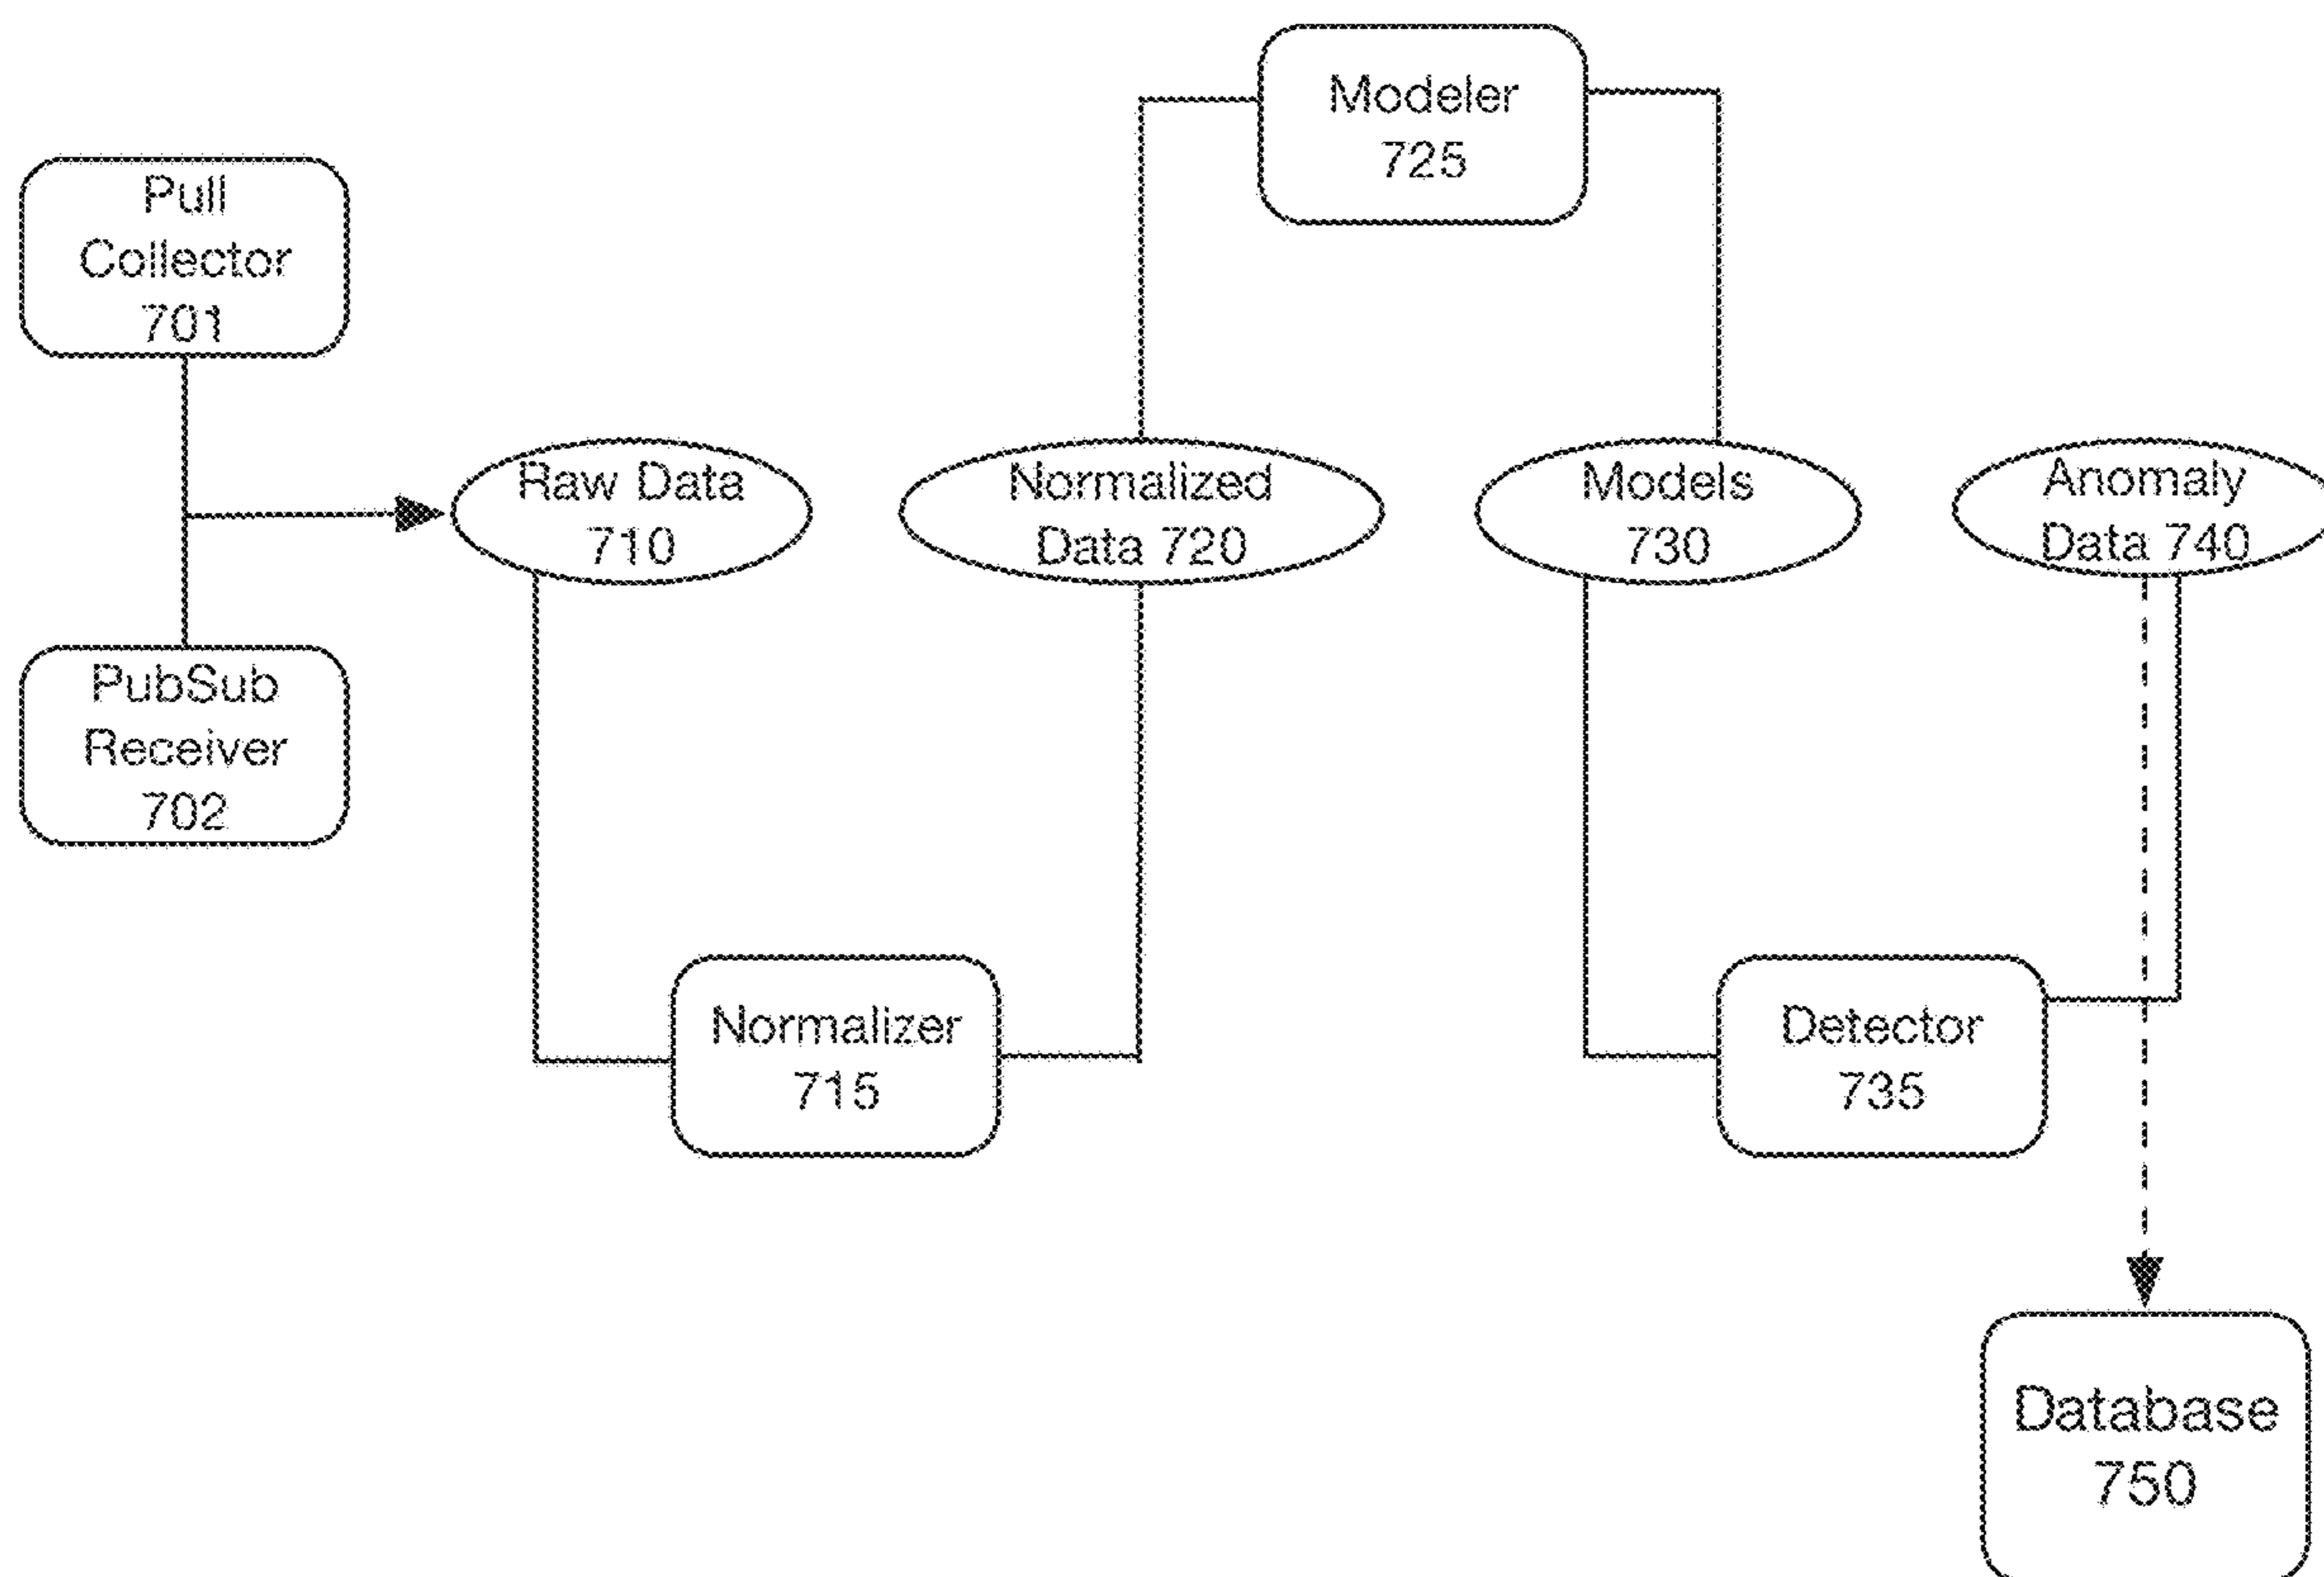 Modeler
725
Pull
Collector
701
Raw Data
710
Normalized
Data 720
Models
730
Anomaly
Data 740
PubSub
Receiver
702
Normalizer
715
Detector
735
Database
750